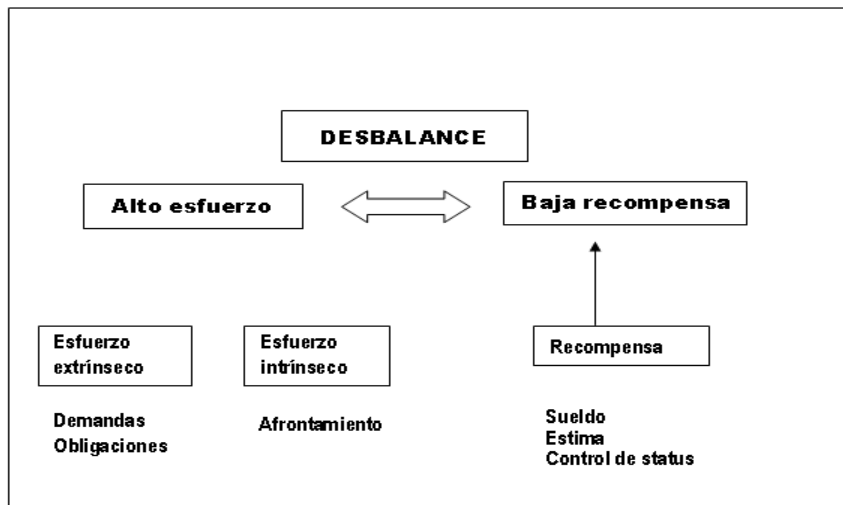 DESBALANCE
Alto esfuerzo
Baja recompensa
Esfuerzo
extrínseco
Esfuerzo
intrínseco
Recompensa
Demandas
Obligaciones
Afrontamiento
Sueldo
Estima
Control de status